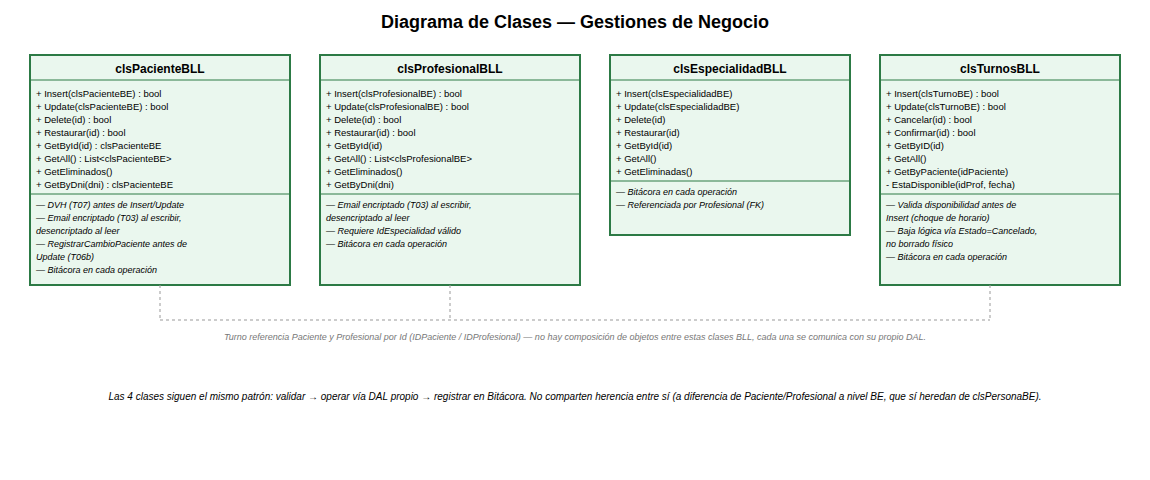 Diagrama de Clases — Gestiones de Negocio
clsPacienteBLL
+ Insert(clsPacienteBE) : bool
+ Update(clsPacienteBE) : bool
+ Delete(id) : bool
+ Restaurar(id) : bool
+ GetById(id) : clsPacienteBE
+ GetAll() : List<clsPacienteBE>
+ GetEliminados()
+ GetByDni(dni) : clsPacienteBE
— DVH (T07) antes de Insert/Update
— Email encriptado (T03) al escribir,
desencriptado al leer
— RegistrarCambioPaciente antes de
Update (T06b)
— Bitácora en cada operación
clsProfesionalBLL
+ Insert(clsProfesionalBE) : bool
+ Update(clsProfesionalBE) : bool
+ Delete(id) : bool
+ Restaurar(id) : bool
+ GetById(id)
+ GetAll() : List<clsProfesionalBE>
+ GetEliminados()
+ GetByDni(dni)
— Email encriptado (T03) al escribir,
desencriptado al leer
— Requiere IdEspecialidad válido
— Bitácora en cada operación
clsEspecialidadBLL
+ Insert(clsEspecialidadBE)
+ Update(clsEspecialidadBE)
+ Delete(id)
+ Restaurar(id)
+ GetById(id)
+ GetAll()
+ GetEliminadas()
— Bitácora en cada operación
— Referenciada por Profesional (FK)
clsTurnosBLL
+ Insert(clsTurnoBE) : bool
+ Update(clsTurnoBE) : bool
+ Cancelar(id) : bool
+ Confirmar(id) : bool
+ GetByID(id)
+ GetAll()
+ GetByPaciente(idPaciente)
- EstaDisponible(idProf, fecha)
— Valida disponibilidad antes de
Insert (choque de horario)
— Baja lógica vía Estado=Cancelado,
no borrado físico
— Bitácora en cada operación
Turno referencia Paciente y Profesional por Id (IDPaciente / IDProfesional) — no hay composición de objetos entre estas clases BLL, cada una se comunica con su propio DAL.
Las 4 clases siguen el mismo patrón: validar → operar vía DAL propio → registrar en Bitácora. No comparten herencia entre sí (a diferencia de Paciente/Profesional a nivel BE, que sí heredan de clsPersonaBE).